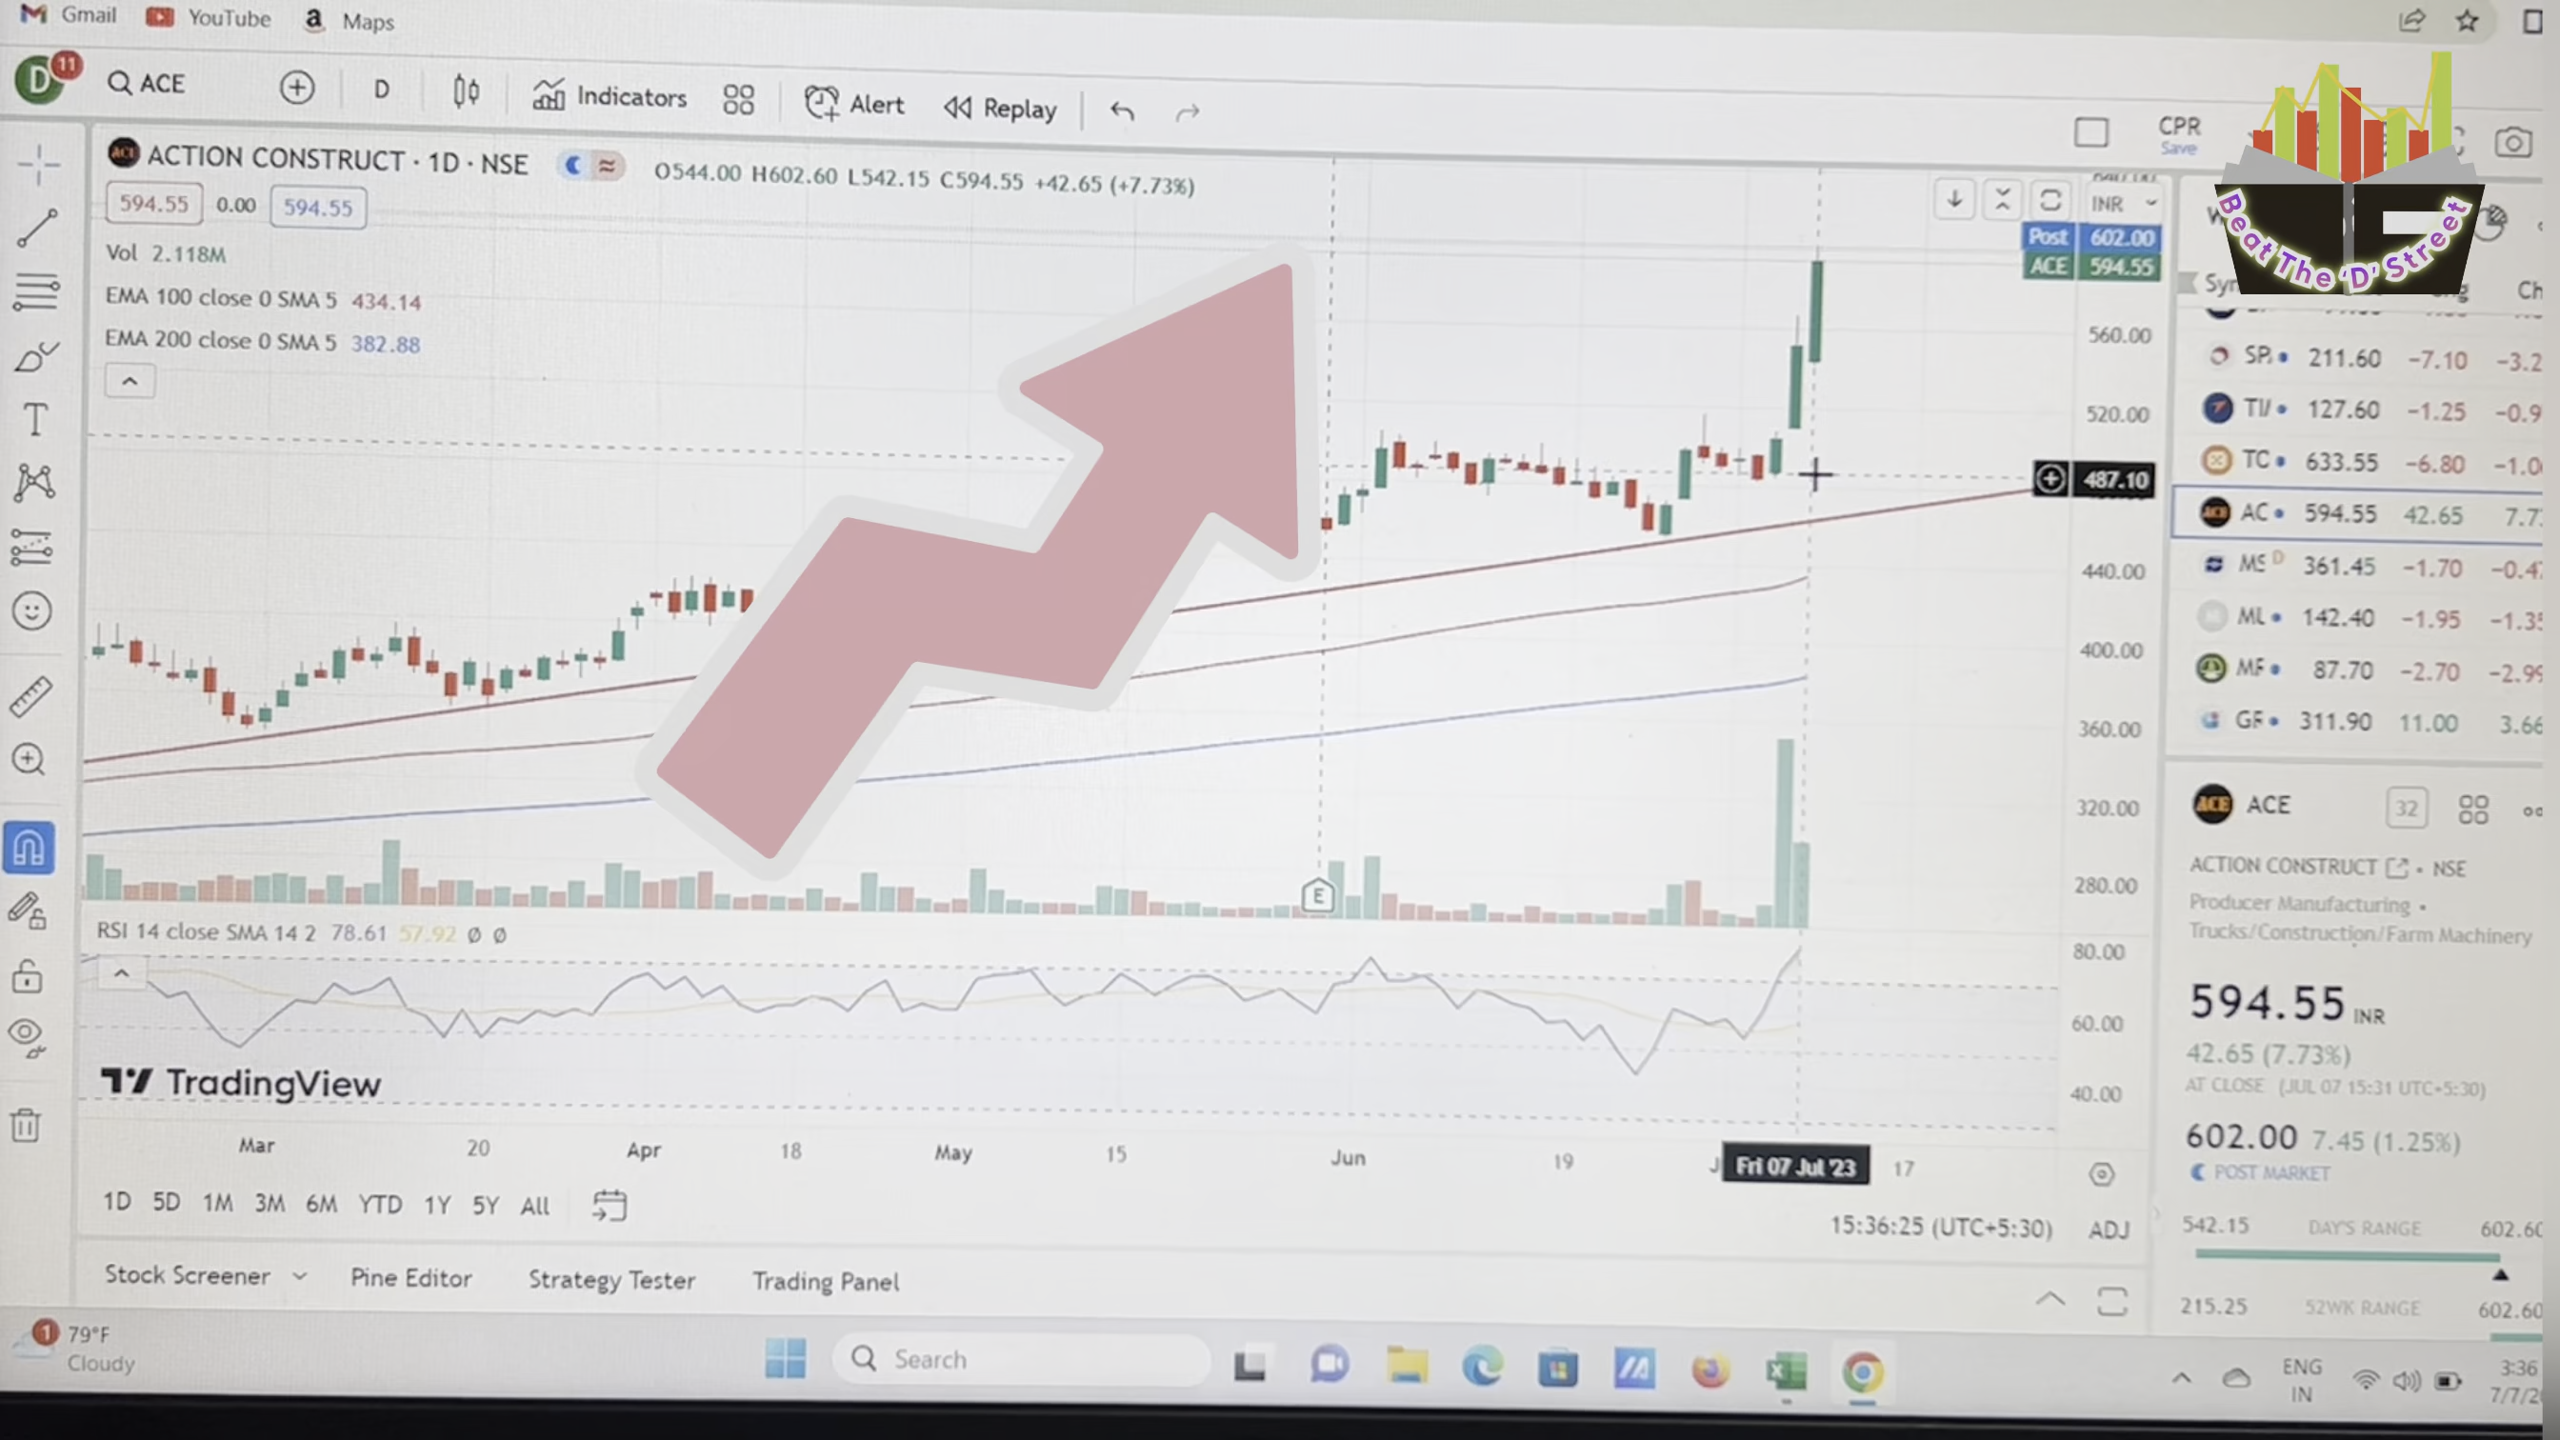 Gmail YouTube Maps
D 11 ACE D Indicators Alert Replay CPR
Save
ACTION CONSTRUCT · 1D · NSE O544.00 H602.60 L542.15 C594.55 +42.65 (+7.73%)
594.55 0.00 594.55
Vol 2.118M
EMA 100 close 0 SMA 5 434.14
EMA 200 close 0 SMA 5 382.88
INR
Post 602.00
ACE 594.55
560.00
520.00
487.10
440.00
400.00
360.00
320.00
280.00
E
RSI 14 close SMA 14 2 78.61 57.92 Ø Ø
80.00
60.00
40.00
TradingView
Mar 20 Apr 18 May 15 Jun 19 Fri 07 Jul '23 17
1D 5D 1M 3M 6M YTD 1Y 5Y All
15:36:25 (UTC+5:30) ADJ
Stock Screener Pine Editor Strategy Tester Trading Panel
Beat The 'D' Street
Ch
SP 211.60 −7.10 −3.2
127.60 −1.25 −0.9
TC 633.55 −6.80 −1.0
AC 594.55 42.65 7.7
MS D 361.45 −1.70 −0.4
ML 142.40 −1.95 −1.35
MF 87.70 −2.70 −2.99
GF 311.90 11.00 3.66
ACE ACE 32
ACTION CONSTRUCT · NSE
Producer Manufacturing •
Trucks/Construction/Farm Machinery
594.55 INR
42.65 (7.73%)
AT CLOSE (JUL 07 15:31 UTC+5:30)
602.00 7.45 (1.25%)
POST MARKET
542.15 DAY'S RANGE 602.60
215.25 52WK RANGE 602.60
1 79°F
Cloudy
Search
ENG
IN
3:36
7/7/2